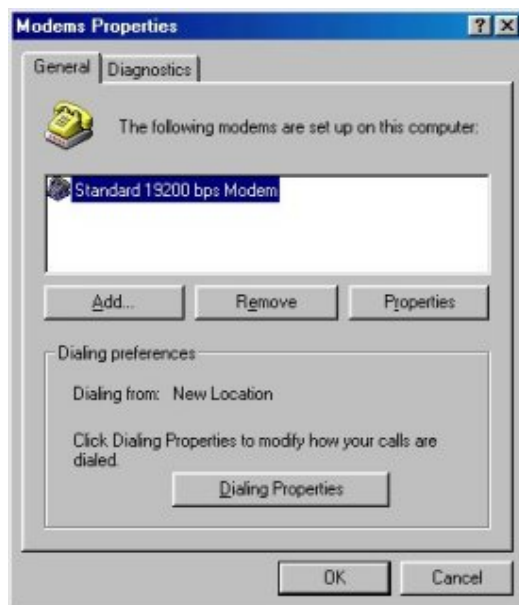 Modems Properties
General Diagnostics
The following modems are set up on this computer:
Standard 19200 bps Modem
Add... Remove Properties
Dialing preferences
Dialing from: New Location
Click Dialing Properties to modify how your calls are
dialed.
Dialing Properties
OK Cancel